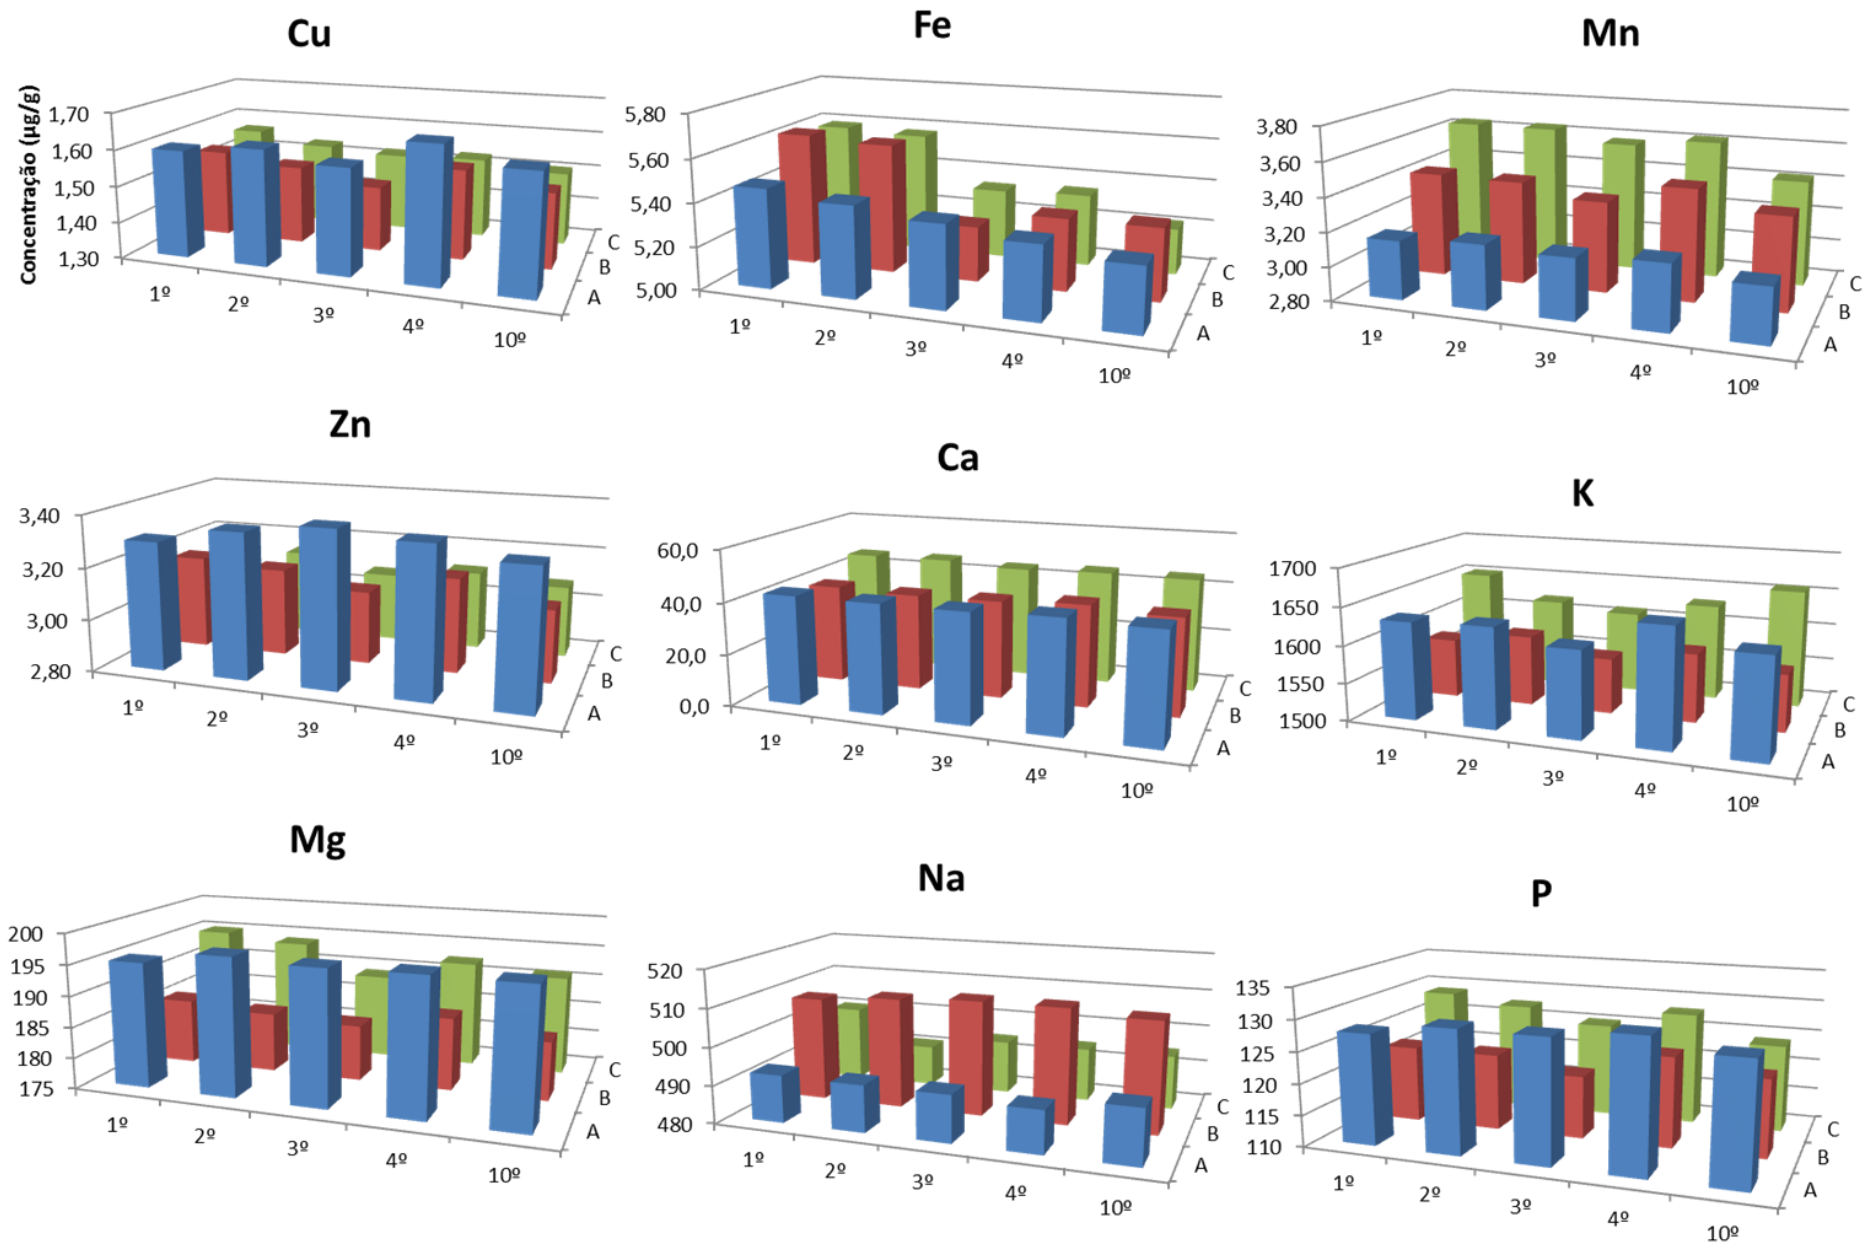 Cu
Concentração (µg/g)
1,70
1,60
1,50
1,40
1,30
1º
2º
3º
4º
10º
A
B
C
Fe
5,80
5,60
5,40
5,20
5,00
1º
2º
3º
4º
10º
A
B
C
Mn
3,80
3,60
3,40
3,20
3,00
2,80
1º
2º
3º
4º
10º
A
B
C
Zn
3,40
3,20
3,00
2,80
1º
2º
3º
4º
10º
A
B
C
Ca
60,0
40,0
20,0
0,0
1º
2º
3º
4º
10º
A
B
C
K
1700
1650
1600
1550
1500
1º
2º
3º
4º
10º
A
B
C
Mg
200
195
190
185
180
175
1º
2º
3º
4º
10º
A
B
C
Na
520
510
500
490
480
1º
2º
3º
4º
10º
A
B
C
P
135
130
125
120
115
110
1º
2º
3º
4º
10º
A
B
C